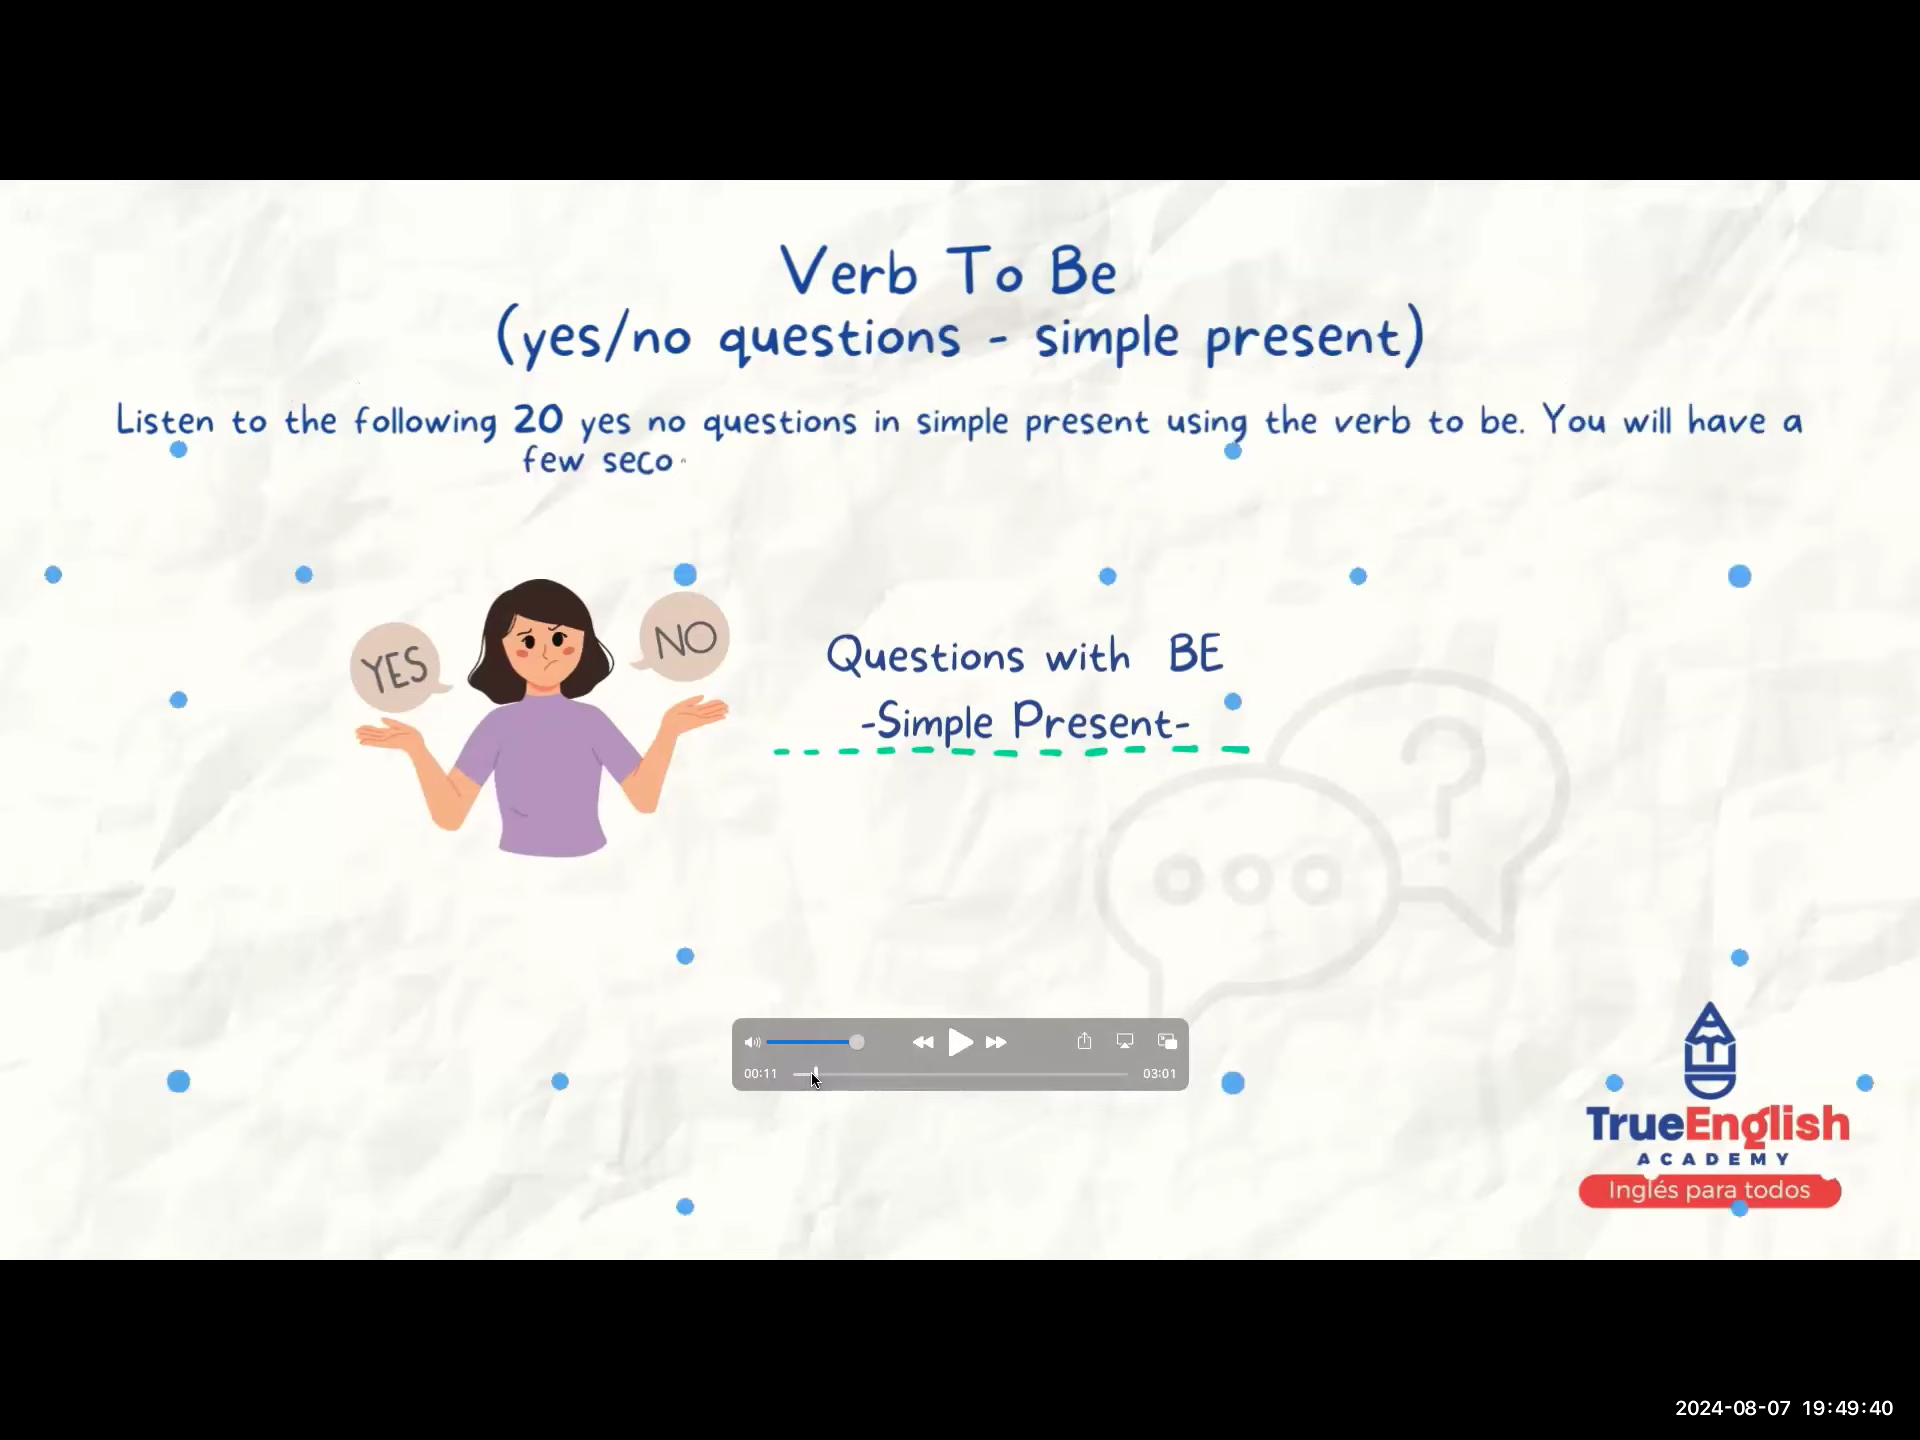 Verb To Be
(yes/no questions - simple present)
Listen to the following 20 yes no questions in simple present using the verb to be. You will have a
few seco
YES
NO
Questions with BE
-Simple Present-
00:11
03:01
TrueEnglish
ACADEMY
Inglés para todos
2024-08-07 19:49:40